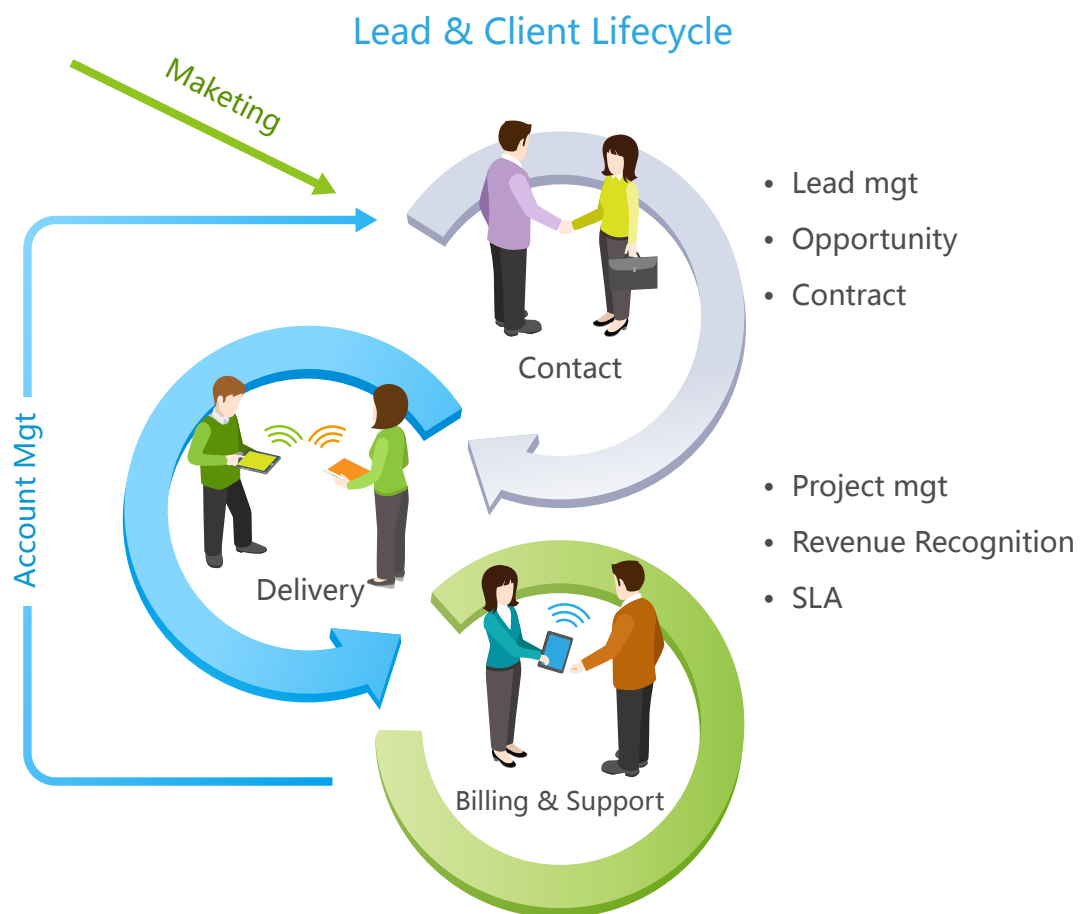 Lead & Client Lifecycle
Maketing
• Lead mgt
• Opportunity
• Contract
Contact
Account Mgt
• Project mgt
• Revenue Recognition
• SLA
Delivery
Billing & Support